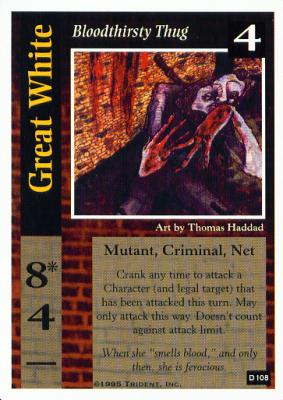 Great White
Bloodthirsty Thug
4
Art by Thomas Haddad
Mutant, Criminal, Net
8*
4
Crank any time to attack a
Character (and legal target) that
has been attacked this turn. May
only attack this way. Doesn't count
against attack limit.
When she "smells blood," and only
then, she is ferocious.
©1995 TRIDENT, INC.
D 108